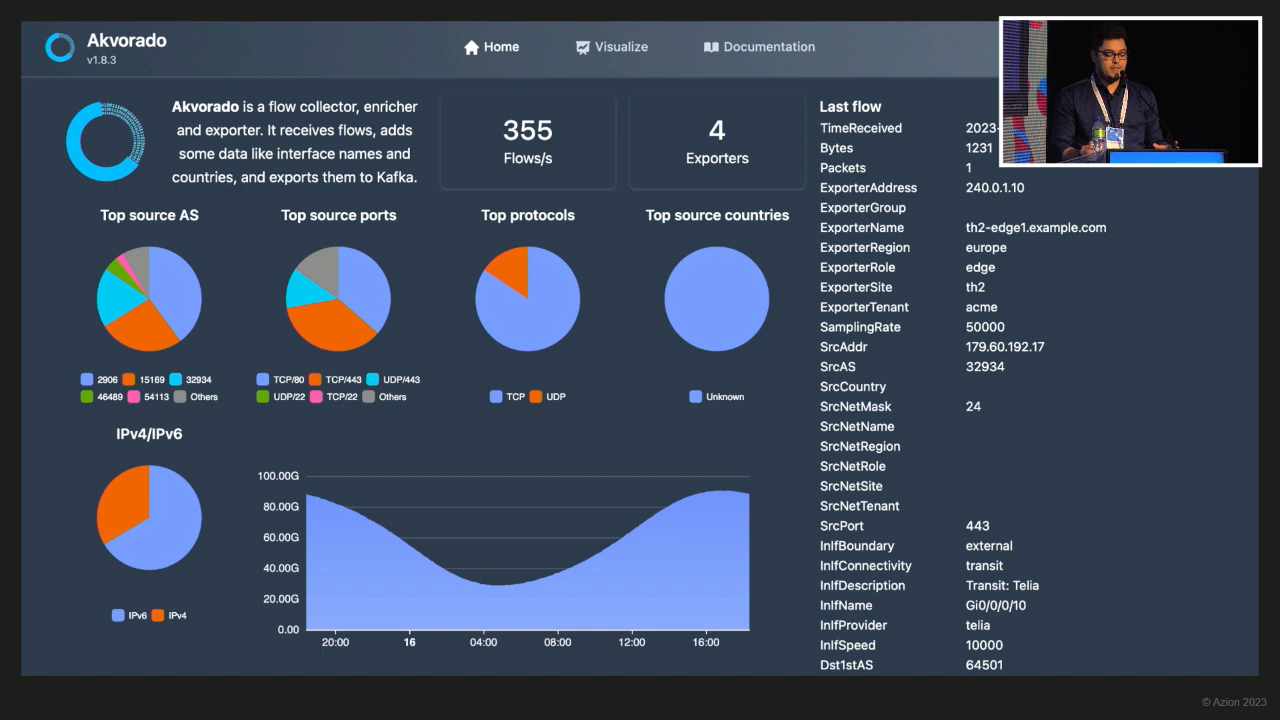 Akvorado
v1.8.3
Home
Visualize
Documentation
Akvorado is a flow collector, enricher
and exporter. It receives flows, adds
some data like interface names and
countries, and exports them to Kafka.
355
Flows/s
4
Exporters
Top source AS
2906 15169 32934
46489 54113 Others
Top source ports
TCP/80 TCP/443 UDP/443
UDP/22 TCP/22 Others
Top protocols
TCP UDP
Top source countries
Unknown
IPv4/IPv6
IPv6 IPv4
100.00G
80.00G
60.00G
40.00G
20.00G
0.00
20:00 16 04:00 08:00 12:00 16:00
Last flow
TimeReceived 2023-
Bytes 1231
Packets 1
ExporterAddress 240.0.1.10
ExporterGroup
ExporterName th2-edge1.example.com
ExporterRegion europe
ExporterRole edge
ExporterSite th2
ExporterTenant acme
SamplingRate 50000
SrcAddr 179.60.192.17
SrcAS 32934
SrcCountry
SrcNetMask 24
SrcNetName
SrcNetRegion
SrcNetRole
SrcNetSite
SrcNetTenant
SrcPort 443
InIfBoundary external
InIfConnectivity transit
InIfDescription Transit: Telia
InIfName Gi0/0/0/10
InIfProvider telia
InIfSpeed 10000
Dst1stAS 64501
© Azion 2023